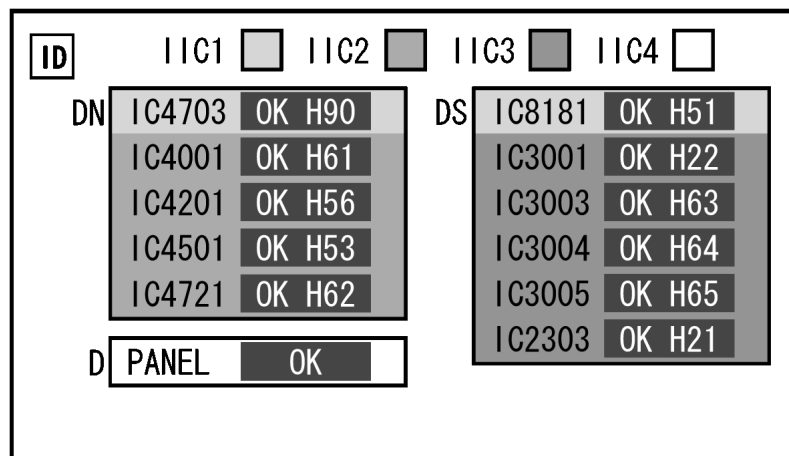 ID IIC1 IIC2 IIC3 IIC4
DN IC4703 OK H90 DS IC8181 OK H51
IC4001 OK H61 IC3001 OK H22
IC4201 OK H56 IC3003 OK H63
IC4501 OK H53 IC3004 OK H64
IC4721 OK H62 IC3005 OK H65
D PANEL OK IC2303 OK H21